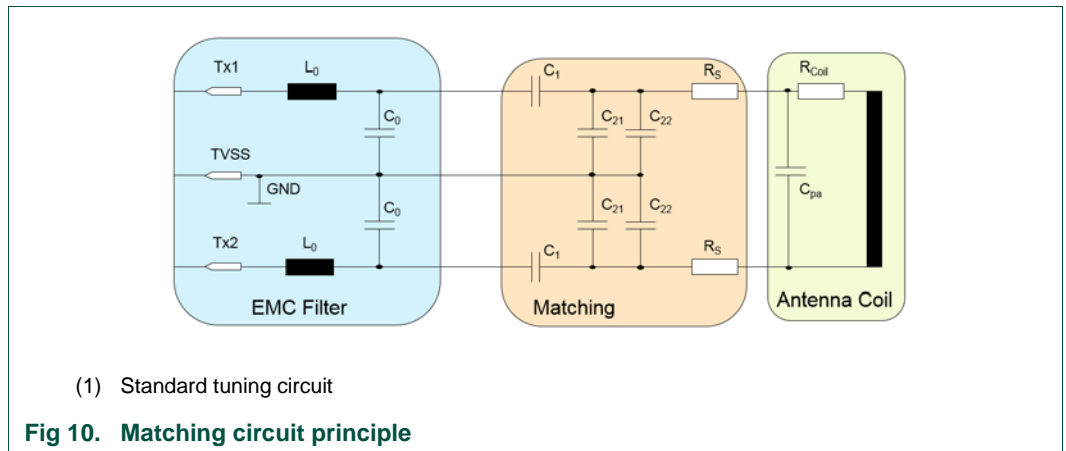 Tx1
L0
C0
TVSS
GND
C0
Tx2
L0
EMC Filter
C1
RS
C21
C22
C21
C22
C1
RS
Matching
RCoil
Cpa
Antenna Coil
(1) Standard tuning circuit
Fig 10. Matching circuit principle